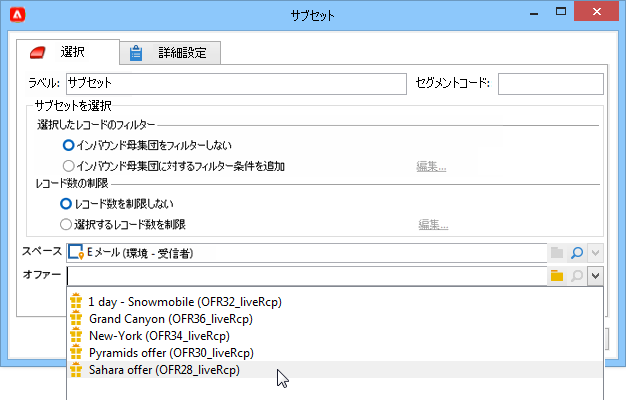 サブセット
選択
詳細設定
ラベル: サブセット セグメントコード:
サブセットを選択
選択したレコードのフィルター
インバウンド母集団をフィルターしない
インバウンド母集団に対するフィルター条件を追加 編集...
レコード数の制限
レコード数を制限しない
選択するレコード数を制限 編集...
スペース Eメール (環境 - 受信者)
オファー
1 day - Snowmobile (OFR32_liveRcp)
Grand Canyon (OFR36_liveRcp)
New-York (OFR34_liveRcp)
Pyramids offer (OFR30_liveRcp)
Sahara offer (OFR28_liveRcp)